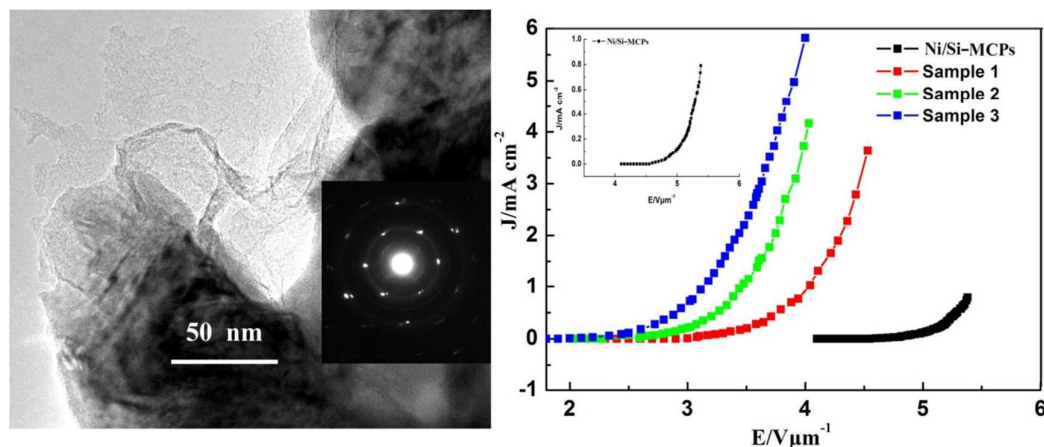 50 nm
Ni/Si-MCPs
1.0
0.8
0.6
0.4
0.2
0.0
J/mA cm-2
4
5
6
E/Vμm-1
Ni/Si-MCPs
Sample 1
Sample 2
Sample 3
6
5
4
3
2
1
0
-1
J/mA cm⁻²
2
3
4
5
6
E/Vμm⁻¹